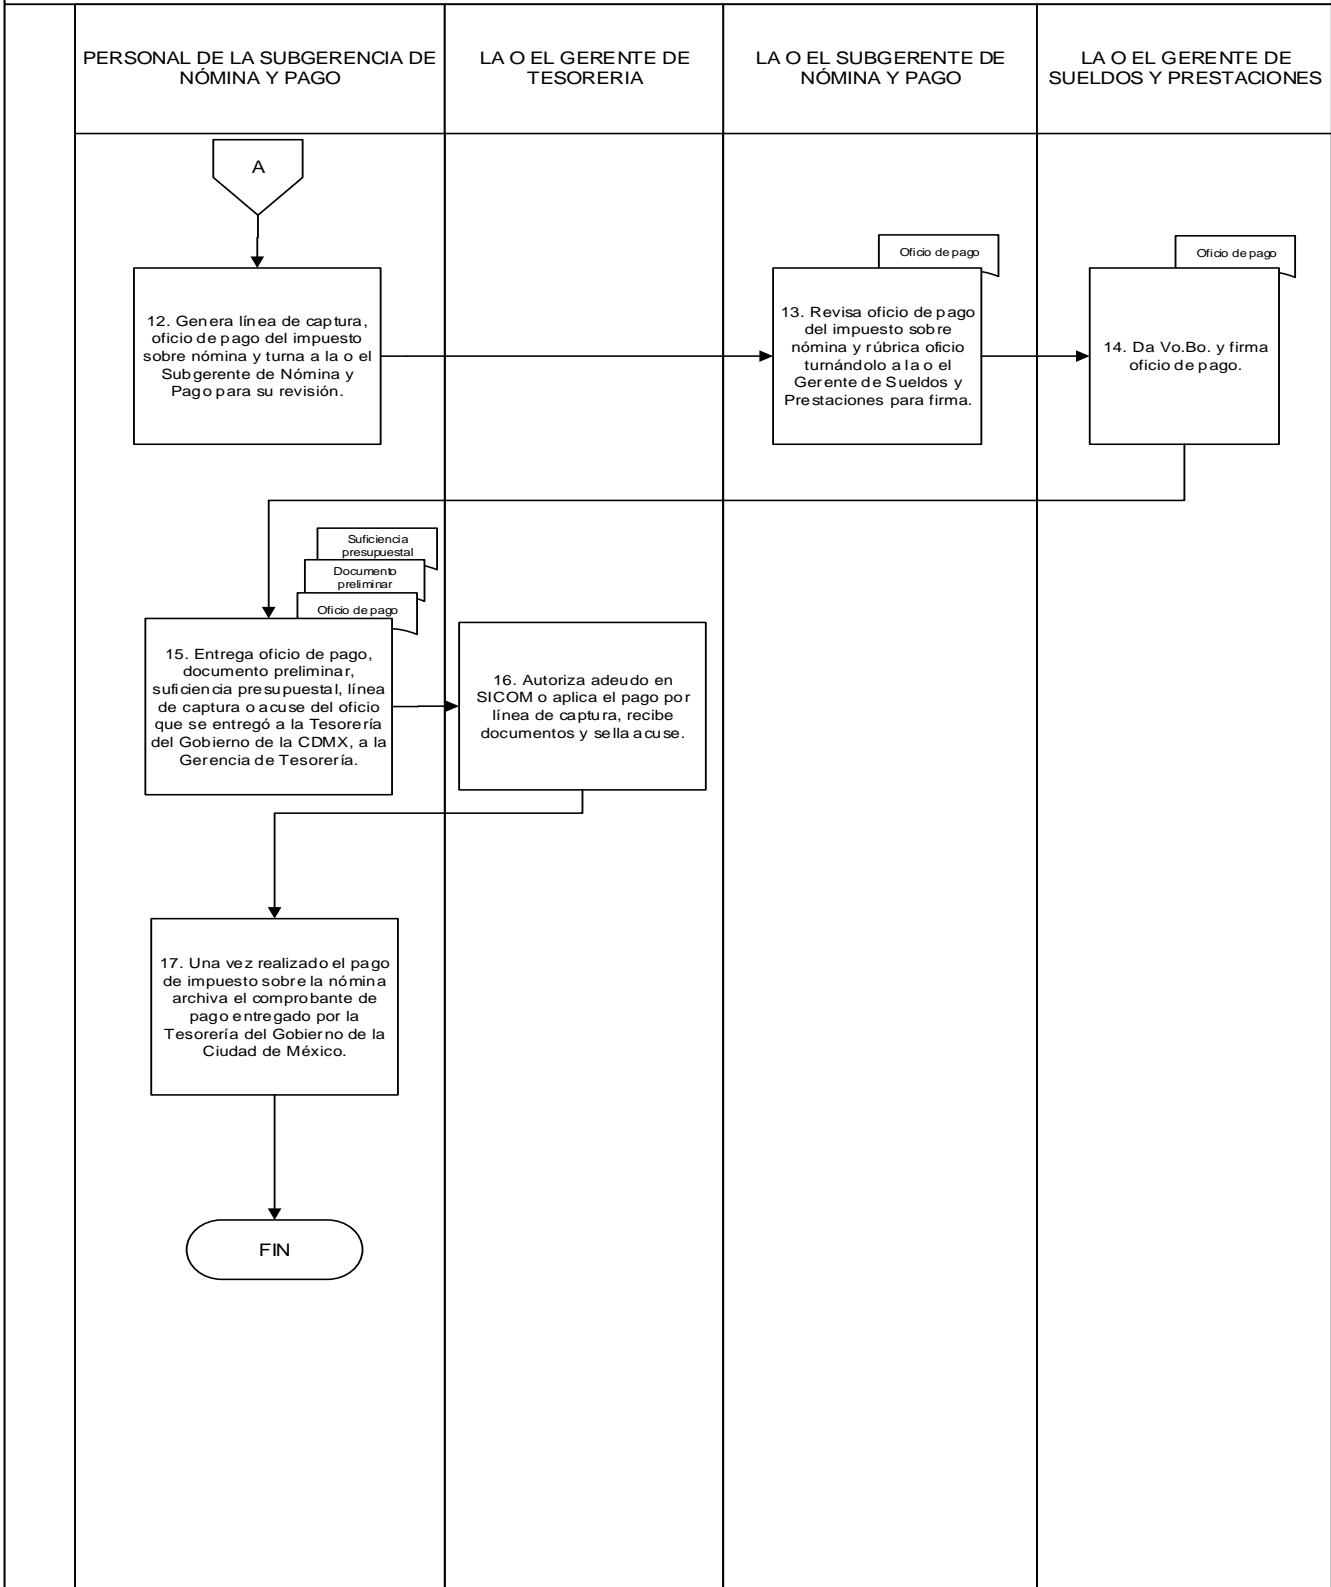 PERSONAL DE LA SUBGERENCIA DE
NÓMINA Y PAGO
LA O EL GERENTE DE
TESORERIA
LA O EL SUBGERENTE DE
NÓMINA Y PAGO
LA O EL GERENTE DE
SUELDOS Y PRESTACIONES
A
12. Genera línea de captura,
oficio de pago del impuesto
sobre nómina y turna a la o el
Subgerente de Nómina y
Pago para su revisión.
Oficio de pago
13. Revisa oficio de pago
del impuesto sobre
nómina y rúbrica oficio
turnándolo a la o el
Gerente de Sueldos y
Prestaciones para firma.
Oficio de pago
14. Da Vo.Bo. y firma
oficio de pago.
Suficiencia
presupuestal
Documento
preliminar
Oficio de pago
15. Entrega oficio de pago,
documento preliminar,
suficiencia presupuestal, línea
de captura o acuse del oficio
que se entregó a la Tesorería
del Gobierno de la CDMX, a la
Gerencia de Tesorería.
16. Autoriza adeudo en
SICOM o aplica el pago por
línea de captura, recibe
documentos y sella acuse.
17. Una vez realizado el pago
de impuesto sobre la nómina
archiva el comprobante de
pago entregado por la
Tesorería del Gobierno de la
Ciudad de México.
FIN